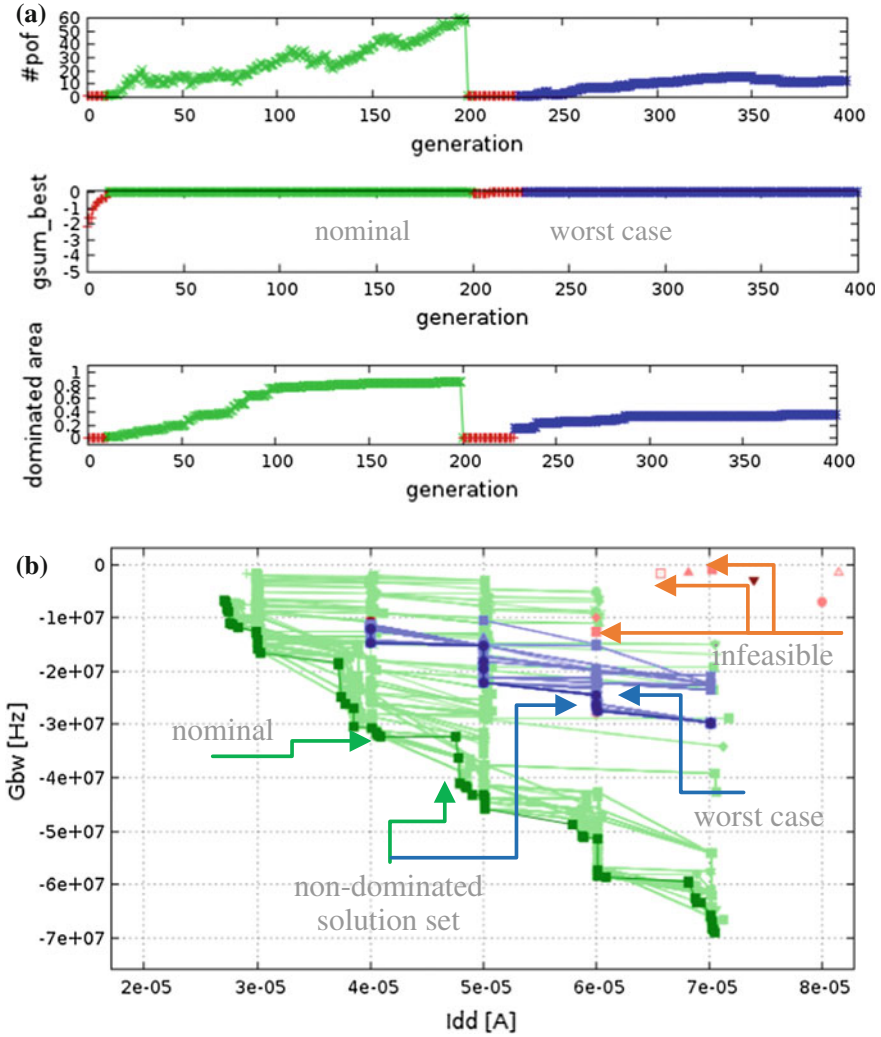 (a)
#pof
60
50
40
30
20
10
0
0 50 100 150 200 250 300 350 400
generation
gsum_best
0
-1
-2
-3
-4
-5
nominal worst case
0 50 100 150 200 250 300 350 400
generation
dominated area
1
0.8
0.6
0.4
0.2
0
0 50 100 150 200 250 300 350 400
generation
(b)
Gbw [Hz]
0
-1e+07
-2e+07
-3e+07
-4e+07
-5e+07
-6e+07
-7e+07
infeasible
nominal
worst case
non-dominated
solution set
2e-05 3e-05 4e-05 5e-05 6e-05 7e-05 8e-05
Idd [A]